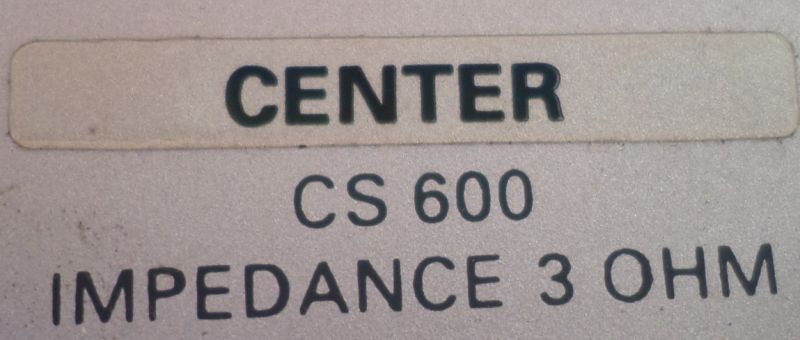 CENTER
CS 600
IMPEDANCE 3 OHM